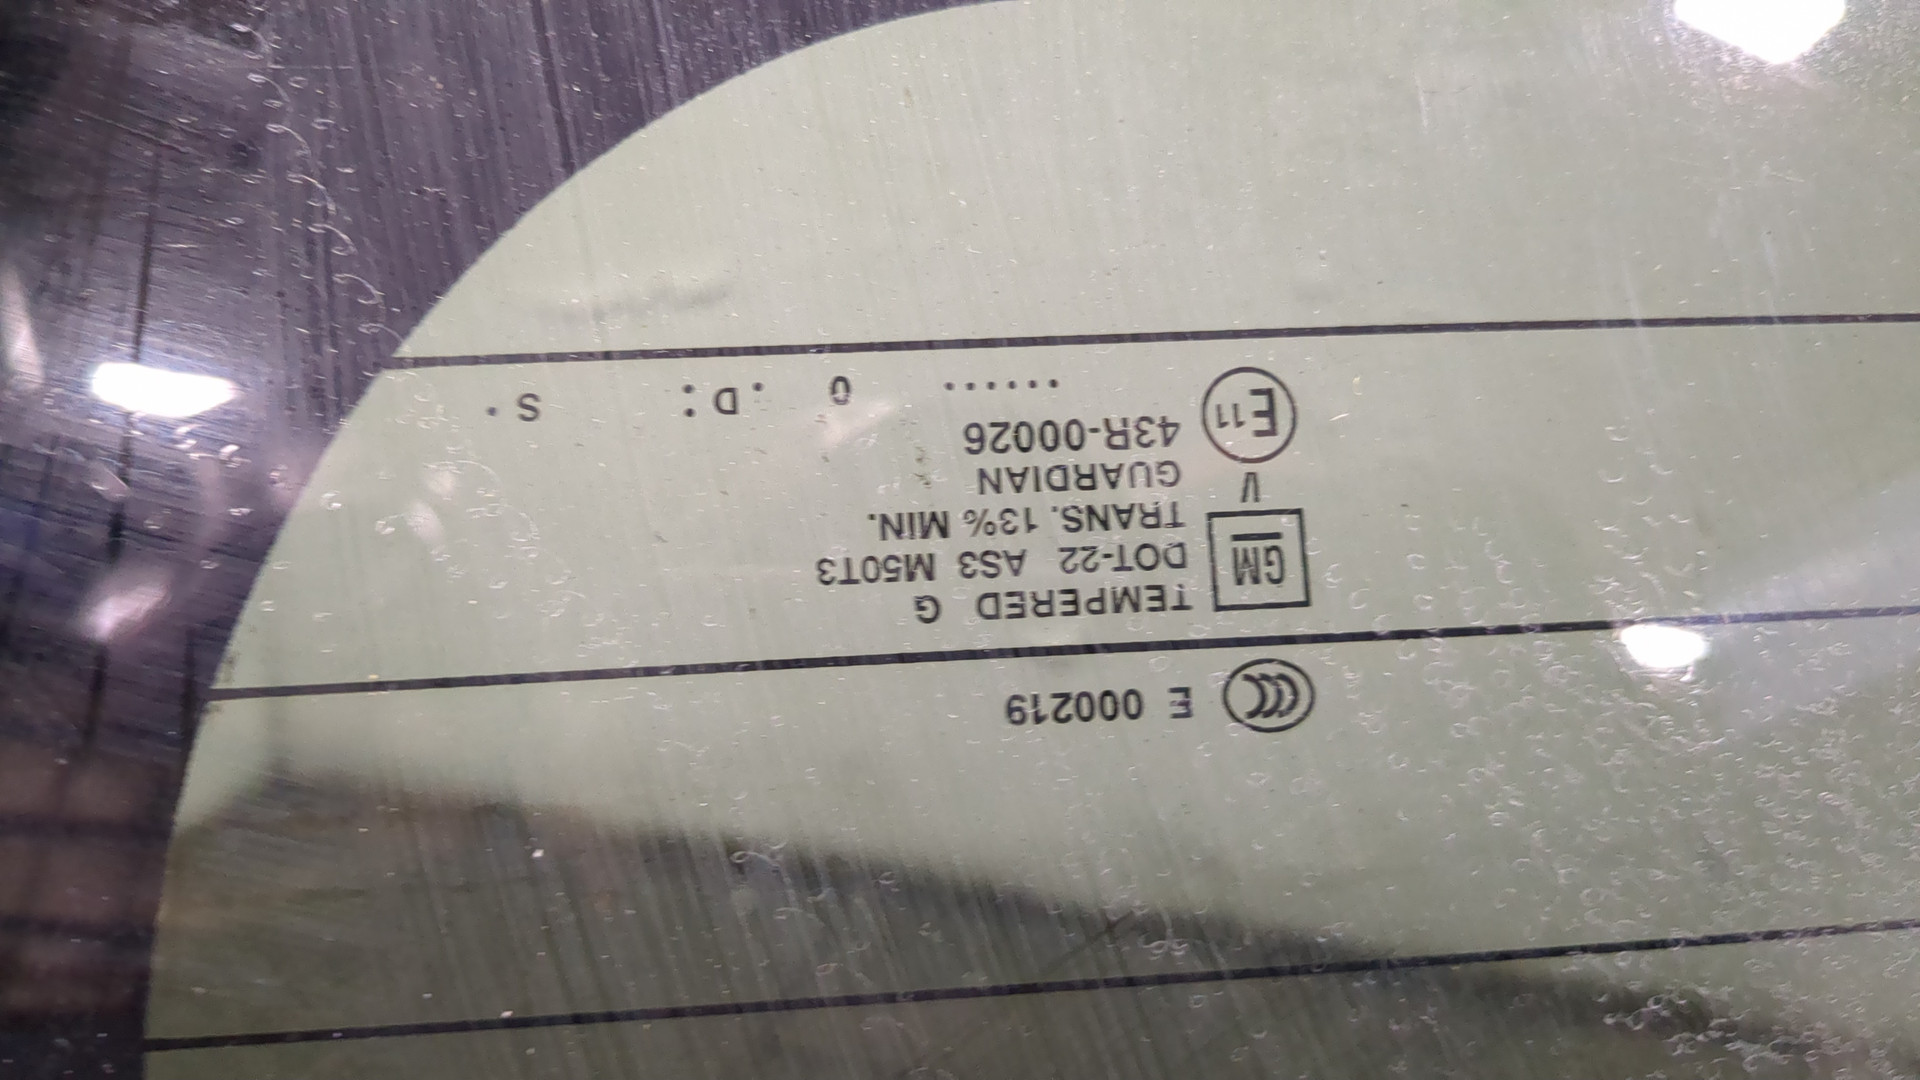 E 000219
GM
TEMPERED G
DOT-22 AS3 M50T3
TRANS. 13% MIN.
V GUARDIAN
E11 43R-00026
...... 0 .D: S.